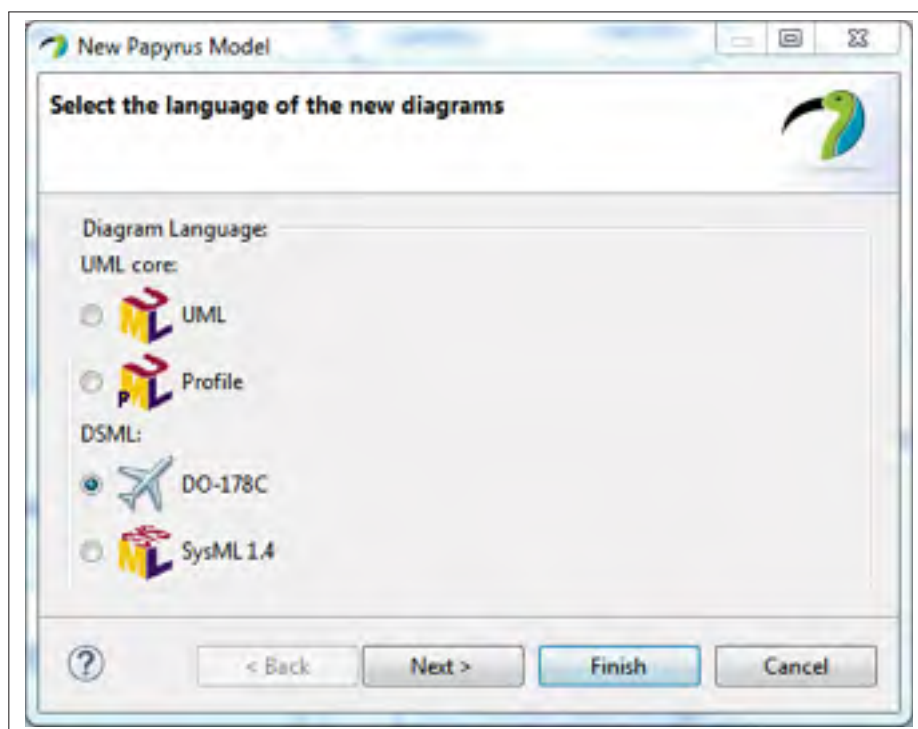 New Papyrus Model
Select the language of the new diagrams
Diagram Language:
UML core:
UML
Profile
DSML:
DO-178C
SysML 1.4
?
< Back Next > Finish Cancel